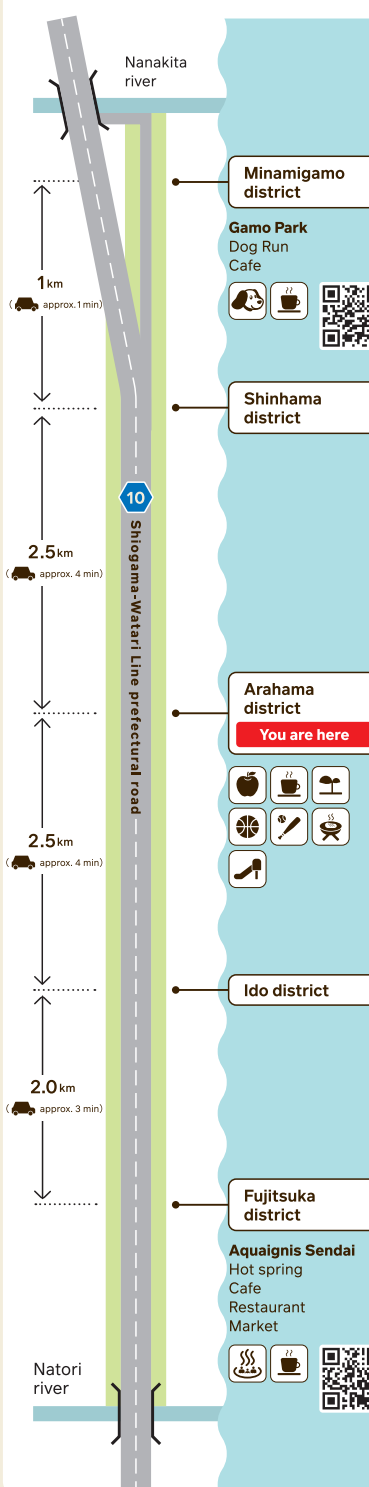 Nanakita
river
Minamigamo
district
Gamo Park
Dog Run
Cafe
1km
( approx.1 min)
Shinhama
district
10
Shiogama-Watari Line prefectural road
2.5km
( approx. 4 min)
Arahama
district
You are here
2.5km
( approx. 4 min)
Ido district
2.0km
( approx. 3 min)
Fujitsuka
district
Aquaignis Sendai
Hot spring
Cafe
Restaurant
Market
Natori
river